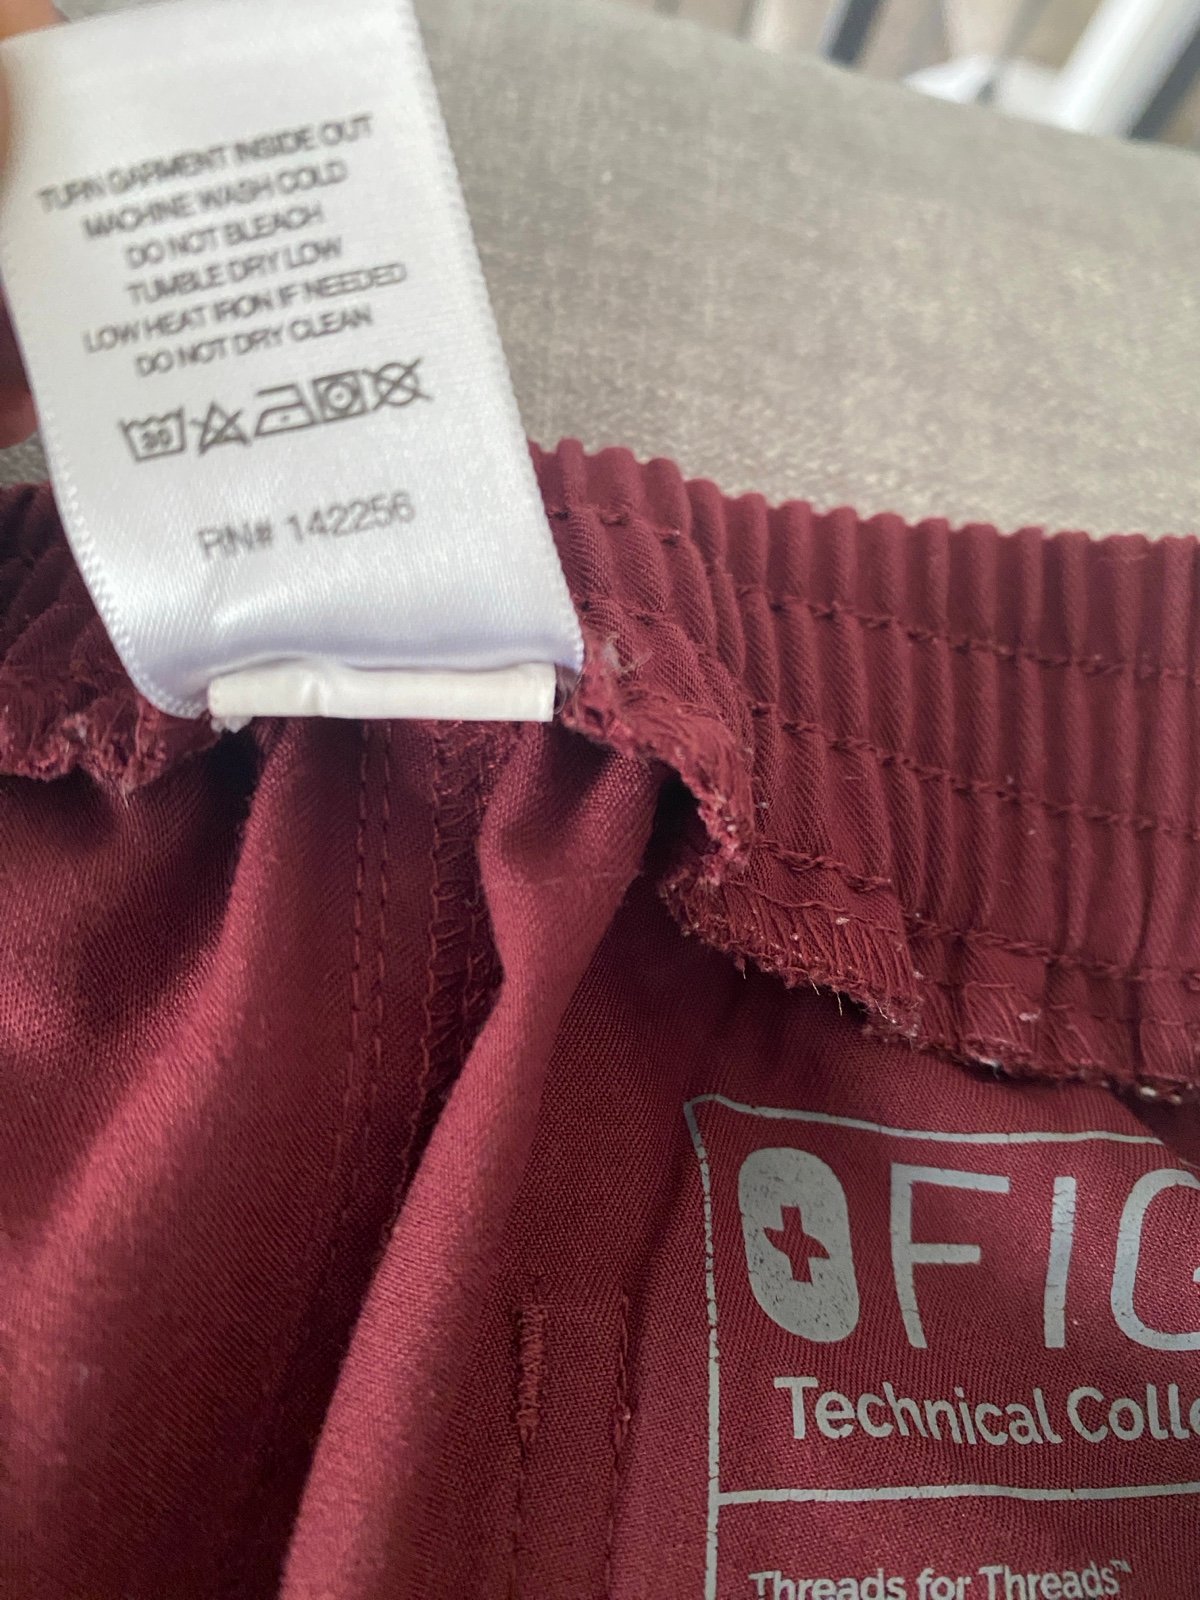 TURN GARMENT INSIDE OUT
MACHINE WASH COLD
DO NOT BLEACH
TUMBLE DRY LOW
LOW HEAT IRON IF NEEDED
DO NOT DRY CLEAN
30
RN# 142256
FIG
Technical Colle
Threads for Threads™